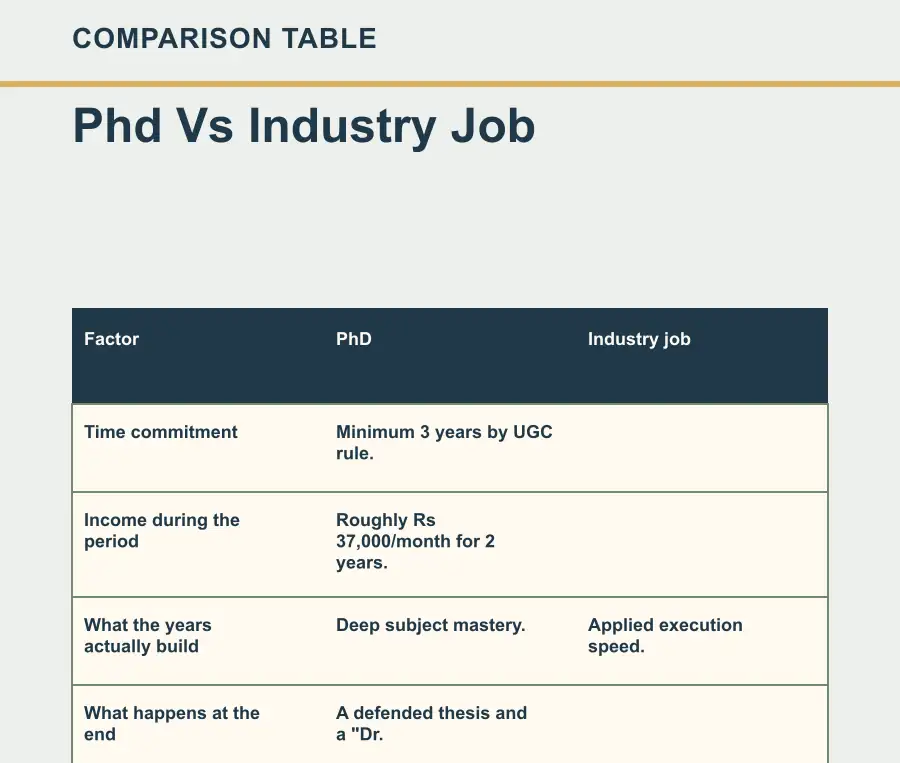 COMPARISON TABLE
Phd Vs Industry Job
Factor PhD Industry job
Time commitment Minimum 3 years by UGC
rule.
Income during the Roughly Rs
period 37,000/month for 2
years.
What the years Deep subject mastery. Applied execution
actually build speed.
What happens at the A defended thesis and
end a "Dr.